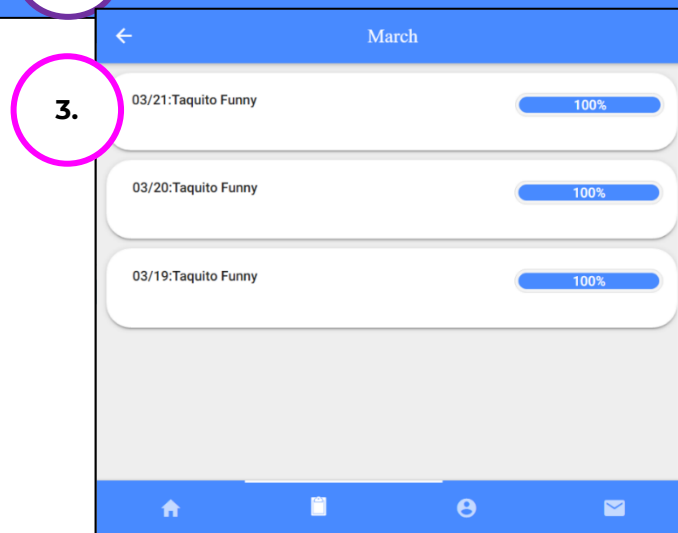 March
3.
03/21:Taquito Funny
100%
03/20:Taquito Funny
100%
03/19:Taquito Funny
100%